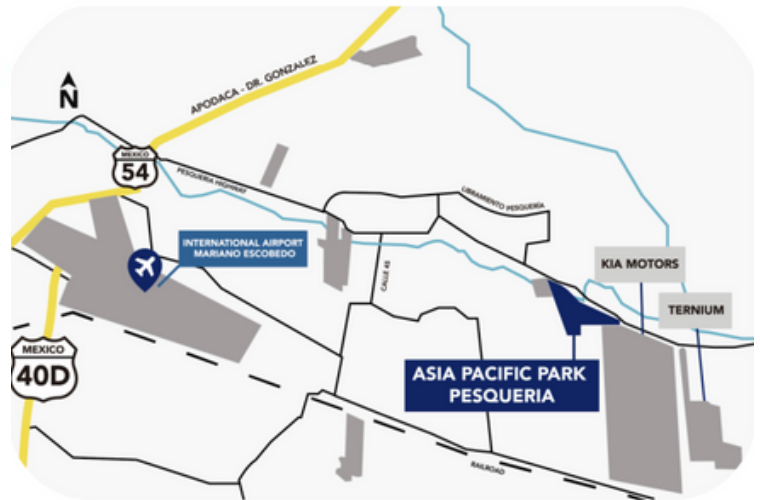 APODACA - DR. GONZALEZ
N
MEXICO
54
PESQUERIA HIGHWAY
LIBRAMIENTO PESQUERÍA
INTERNATIONAL AIRPORT
MARIANO ESCOBEDO
CALLE 45
KIA MOTORS
TERNIUM
MEXICO
40D
ASIA PACIFIC PARK
PESQUERIA
RAILROAD